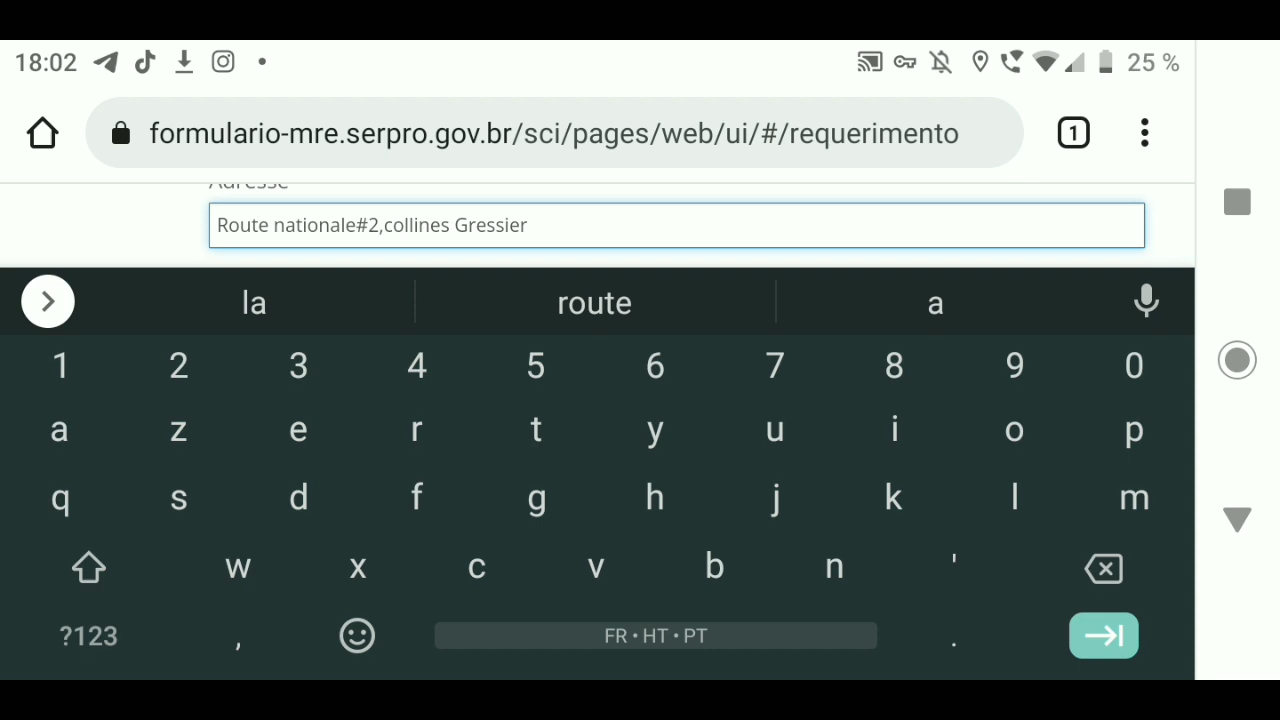 18:02 25 %
formulario-mre.serpro.gov.br/sci/pages/web/ui/#/requerimento 1
Adresse
Route nationale#2,collines Gressier
la route a
1 2 3 4 5 6 7 8 9 0
a z e r t y u i o p
q s d f g h j k l m
w x c v b n '
?123 , FR • HT • PT .